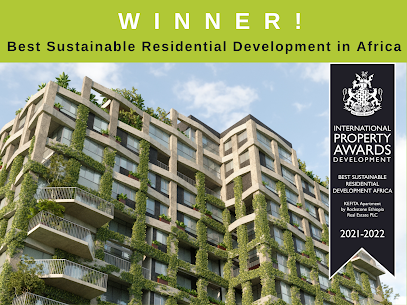 WINNER!
Best Sustainable Residential Development in Africa
INTERNATIONAL
PROPERTY
AWARDS
DEVELOPMENT
BEST SUSTAINABLE
RESIDENTIAL
DEVELOPMENT AFRICA
KEFITA Apartment
by Rockstone Ethiopia
Real Estate PLC
2021-2022